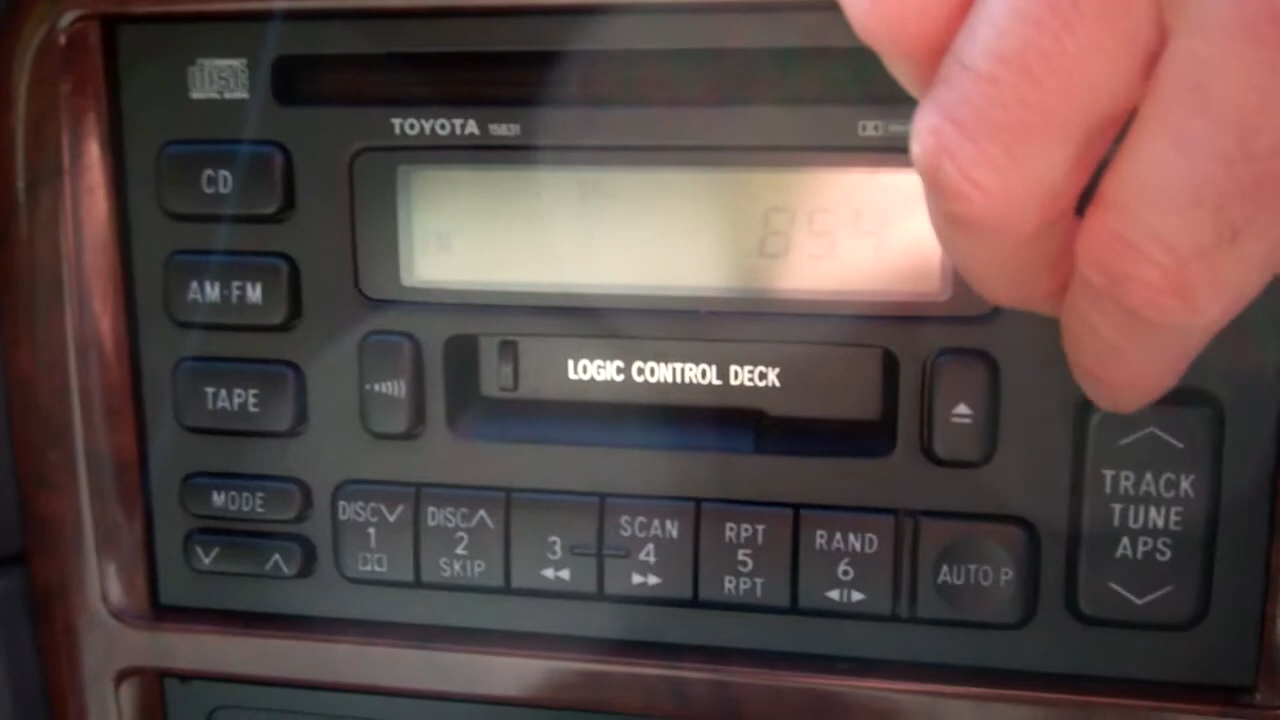 disc
TOYOTA 15831
CD
854
AM·FM
LOGIC CONTROL DECK
TAPE
TRACK
TUNE
APS
MODE
DISC 1
DISC 2 SKIP
3
SCAN 4
RPT 5 RPT
RAND 6
AUTO·P